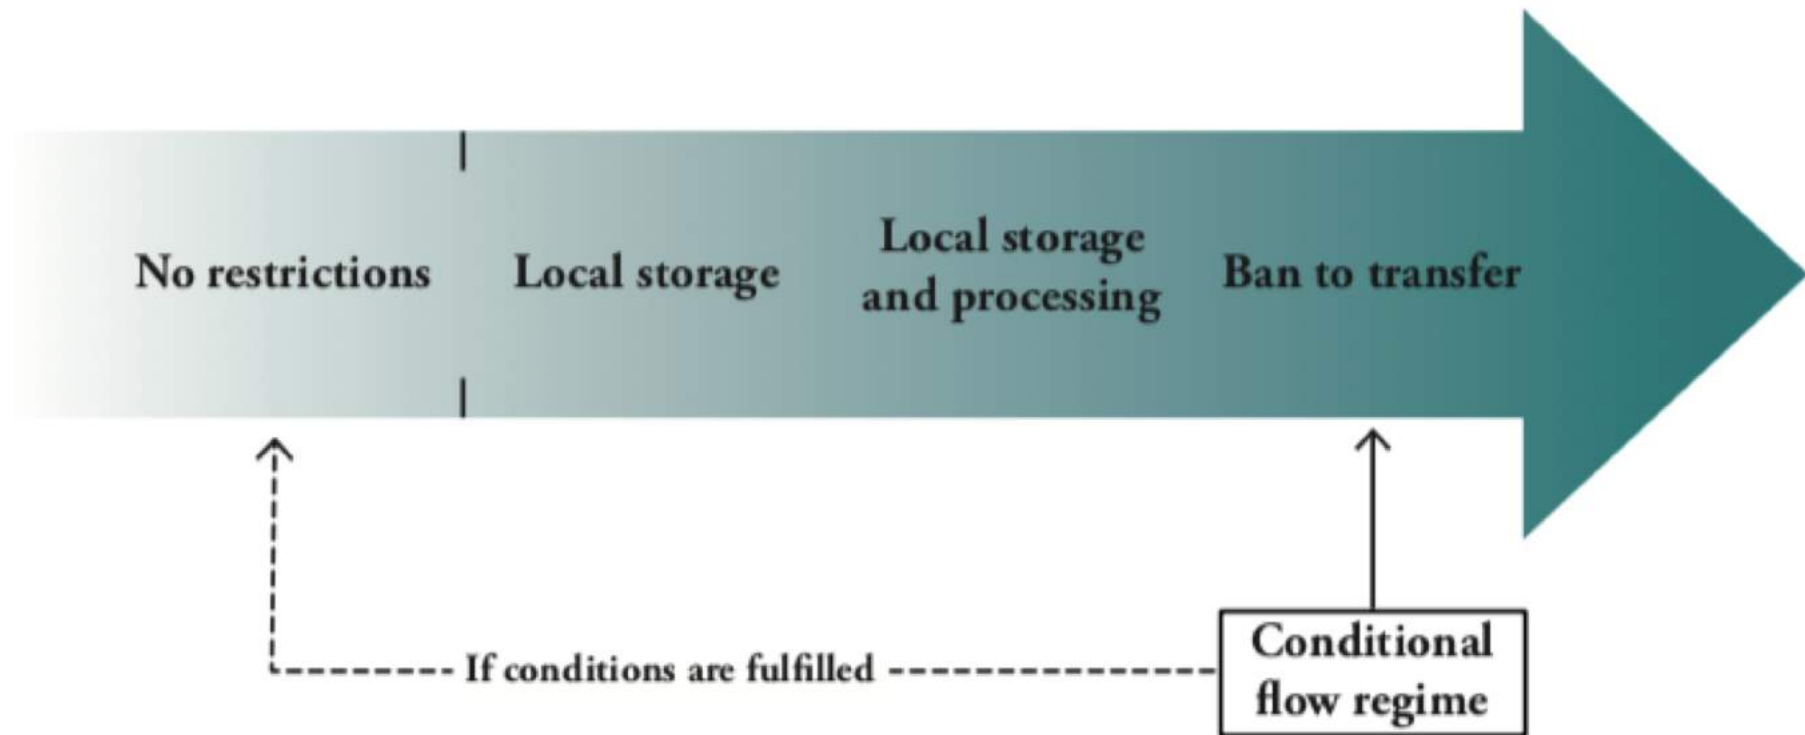 No restrictions
Local storage
Local storage
and processing
Ban to transfer
If conditions are fulfilled
Conditional
flow regime